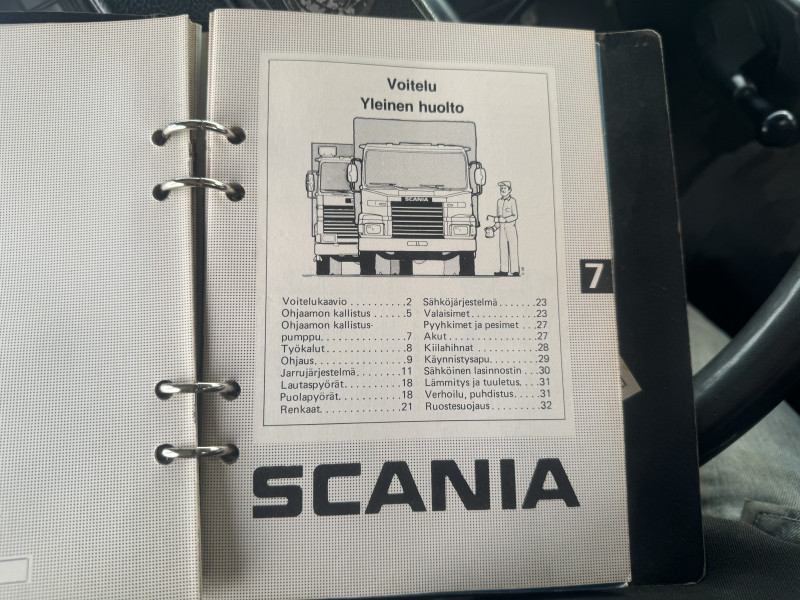 Voitelu
Yleinen huolto
SCANIA
Voitelukaavio . . . . . . . . . . 2
Ohjaamon kallistus . . . . . 5
Ohjaamon kallistus-
pumppu. . . . . . . . . . . . . . . 7
Työkalut . . . . . . . . . . . . . . 8
Ohjaus. . . . . . . . . . . . . . . . 9
Jarrujärjestelmä. . . . . . . . 11
Lautaspyörät. . . . . . . . . . 18
Puolapyörät. . . . . . . . . . . 18
Renkaat. . . . . . . . . . . . . . 21
Sähköjärjestelmä . . . . . . . 23
Valaisimet . . . . . . . . . . . . 23
Pyyhkimet ja pesimet . . . 27
Akut . . . . . . . . . . . . . . . . 27
Kiilahihnat . . . . . . . . . . . 28
Käynnistysapu. . . . . . . . . 29
Sähköinen lasinnostin . . . 30
Lämmitys ja tuuletus. . . . 31
Verhoilu, puhdistus. . . . . 31
Ruostesuojaus . . . . . . . . . 32
7
SCANIA